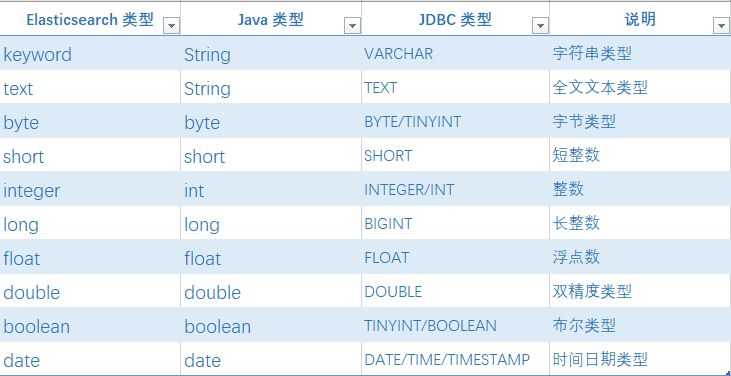 Elasticsearch 类型 Java 类型 JDBC 类型 说明
keyword String VARCHAR 字符串类型
text String TEXT 全文文本类型
byte byte BYTE/TINYINT 字节类型
short short SHORT 短整数
integer int INTEGER/INT 整数
long long BIGINT 长整数
float float FLOAT 浮点数
double double DOUBLE 双精度类型
boolean boolean TINYINT/BOOLEAN 布尔类型
date date DATE/TIME/TIMESTAMP 时间日期类型